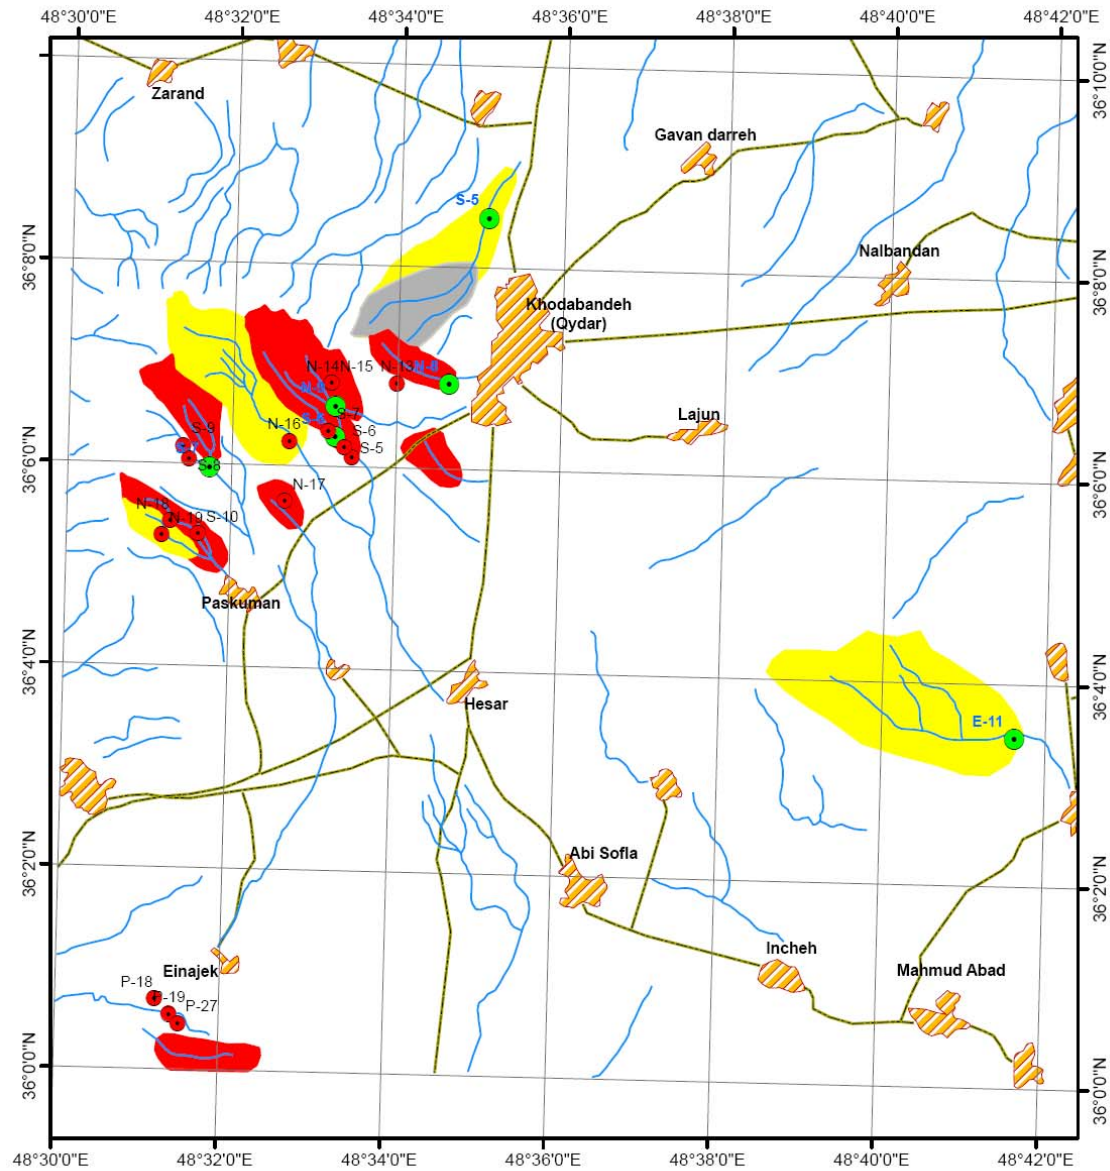 48°30'0"E 48°32'0"E 48°34'0"E 48°36'0"E 48°38'0"E 48°40'0"E 48°42'0"E
36°10'0"N
Zarand
Gavan darreh
S-5
36°8'0"N
Nalbandan
36°8'0"N
Khodabandeh
(Qydar)
N-14 N-15 N-13 N-8
Lajun
S-7
N-16
S-6
S-9
S-5
36°6'0"N
S-8
36°6'0"N
N-17
N-18
N-19 S-10
Paskuman
36°4'0"N
36°4'0"N
Hesar
E-11
Abi Sofla
36°2'0"N
36°2'0"N
Incheh
Einajek
Mahmud Abad
P-18
P-27
36°0'0"N
36°0'0"N
48°30'0"E 48°32'0"E 48°34'0"E 48°36'0"E 48°38'0"E 48°40'0"E 48°42'0"E